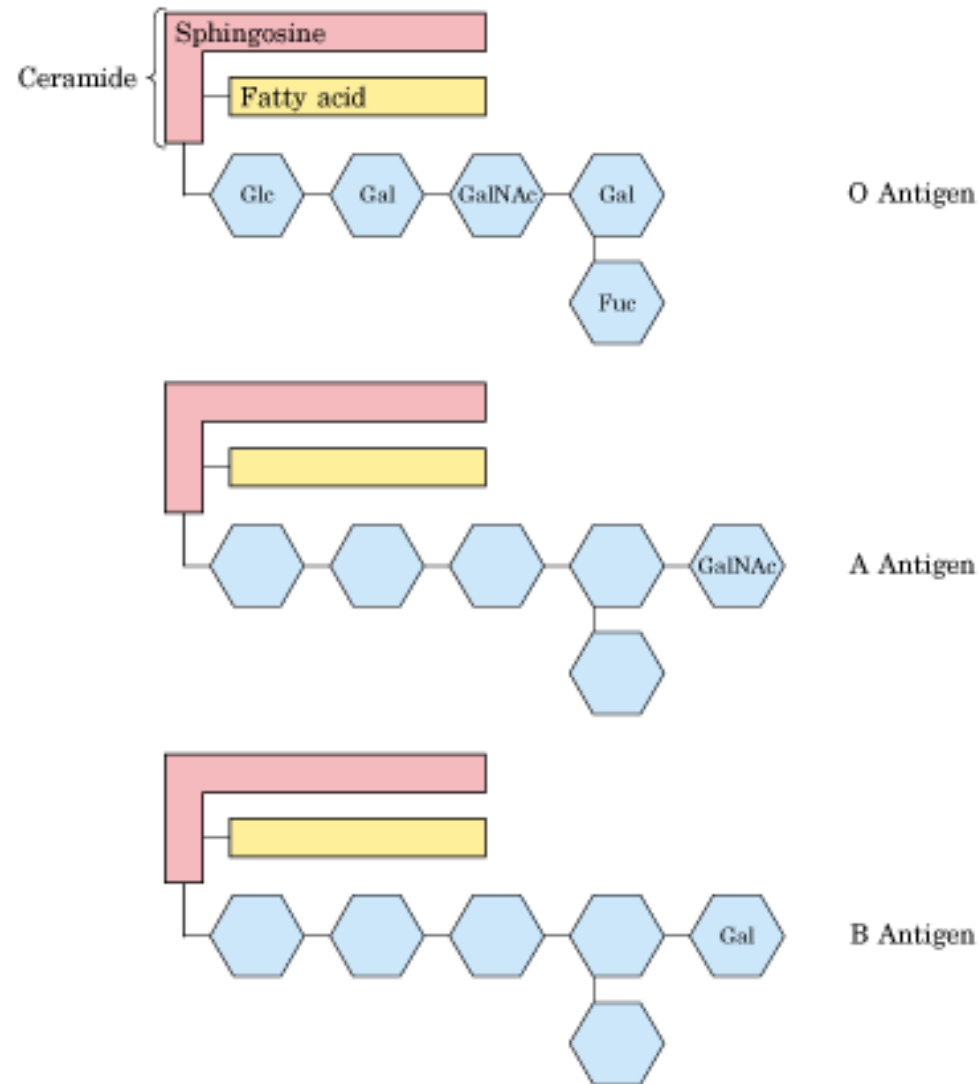 Sphingosine
Ceramide
Fatty acid
Glc Gal GalNAc Gal O Antigen
Fuc
GalNAc A Antigen
Gal B Antigen